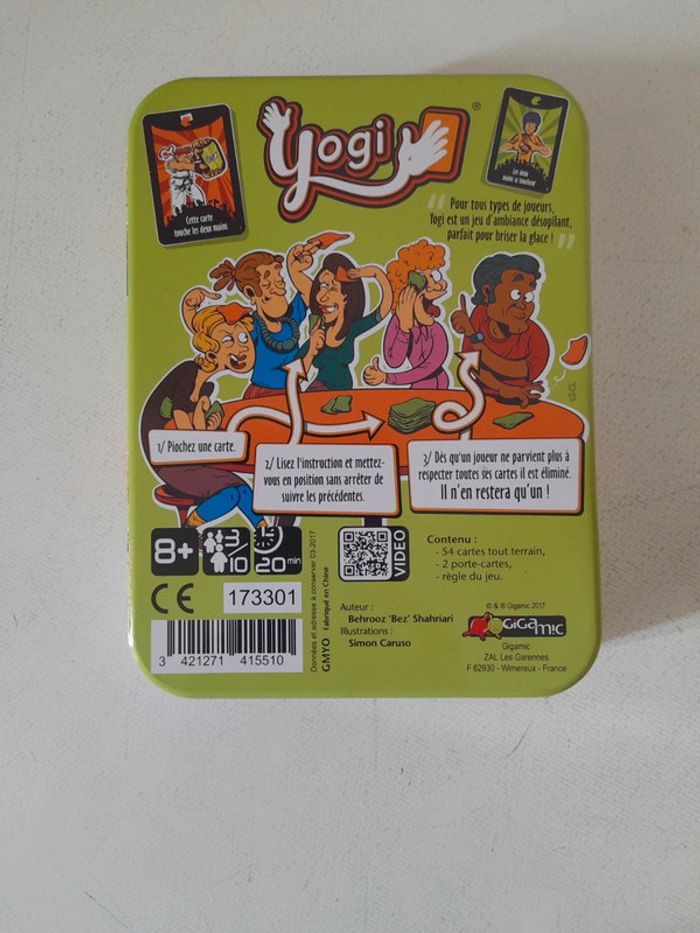 Yogi
®
Cette carte
touche les deux mains
Les deux
mains se touchent
" Pour tous types de joueurs,
Yogi est un jeu d'ambiance désopilant,
parfait pour briser la glace ! "
1/ Piochez une carte.
2/ Lisez l'instruction et mettez-
vous en position sans arrêter de
suivre les précédentes.
3/ Dès qu'un joueur ne parvient plus à
respecter toutes ses cartes il est éliminé.
Il n'en restera qu'un !
8+
3/10
20 min
VIDEO
Contenu :
- 54 cartes tout terrain,
- 2 porte-cartes,
- règle du jeu.
CE
173301
3 421271 415510
Données et adresse à conserver 03-2017
GMYO Fabriqué en Chine
Auteur :
Behrooz 'Bez' Shahriari
Illustrations :
Simon Caruso
© & ® Gigamic 2017
GiGAMiC
Gigamic
ZAL Les Garennes
F 62930 - Wimereux - France